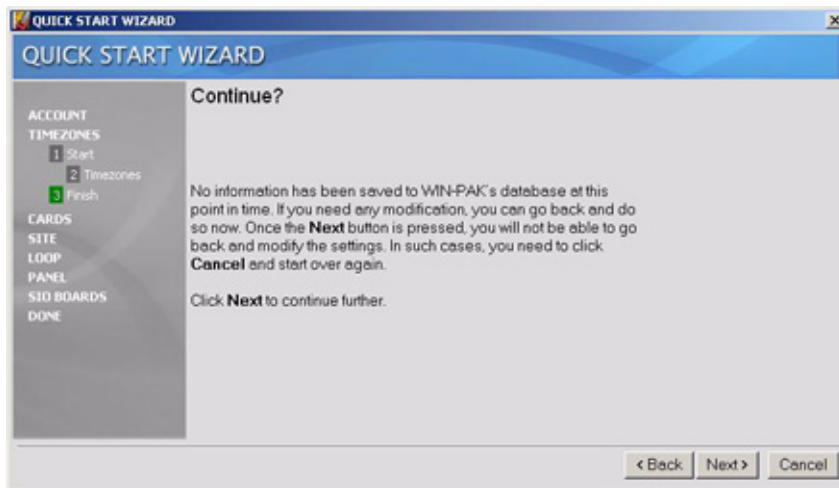 QUICK START WIZARD
QUICK START WIZARD
ACCOUNT
TIMEZONES
1 Start
2 Timezones
3 Finish
CARDS
SITE
LOOP
PANEL
SIO BOARDS
DONE
Continue?
No information has been saved to WIN-PAK's database at this
point in time. If you need any modification, you can go back and do
so now. Once the Next button is pressed, you will not be able to go
back and modify the settings. In such cases, you need to click
Cancel and start over again.
Click Next to continue further.
< Back Next > Cancel